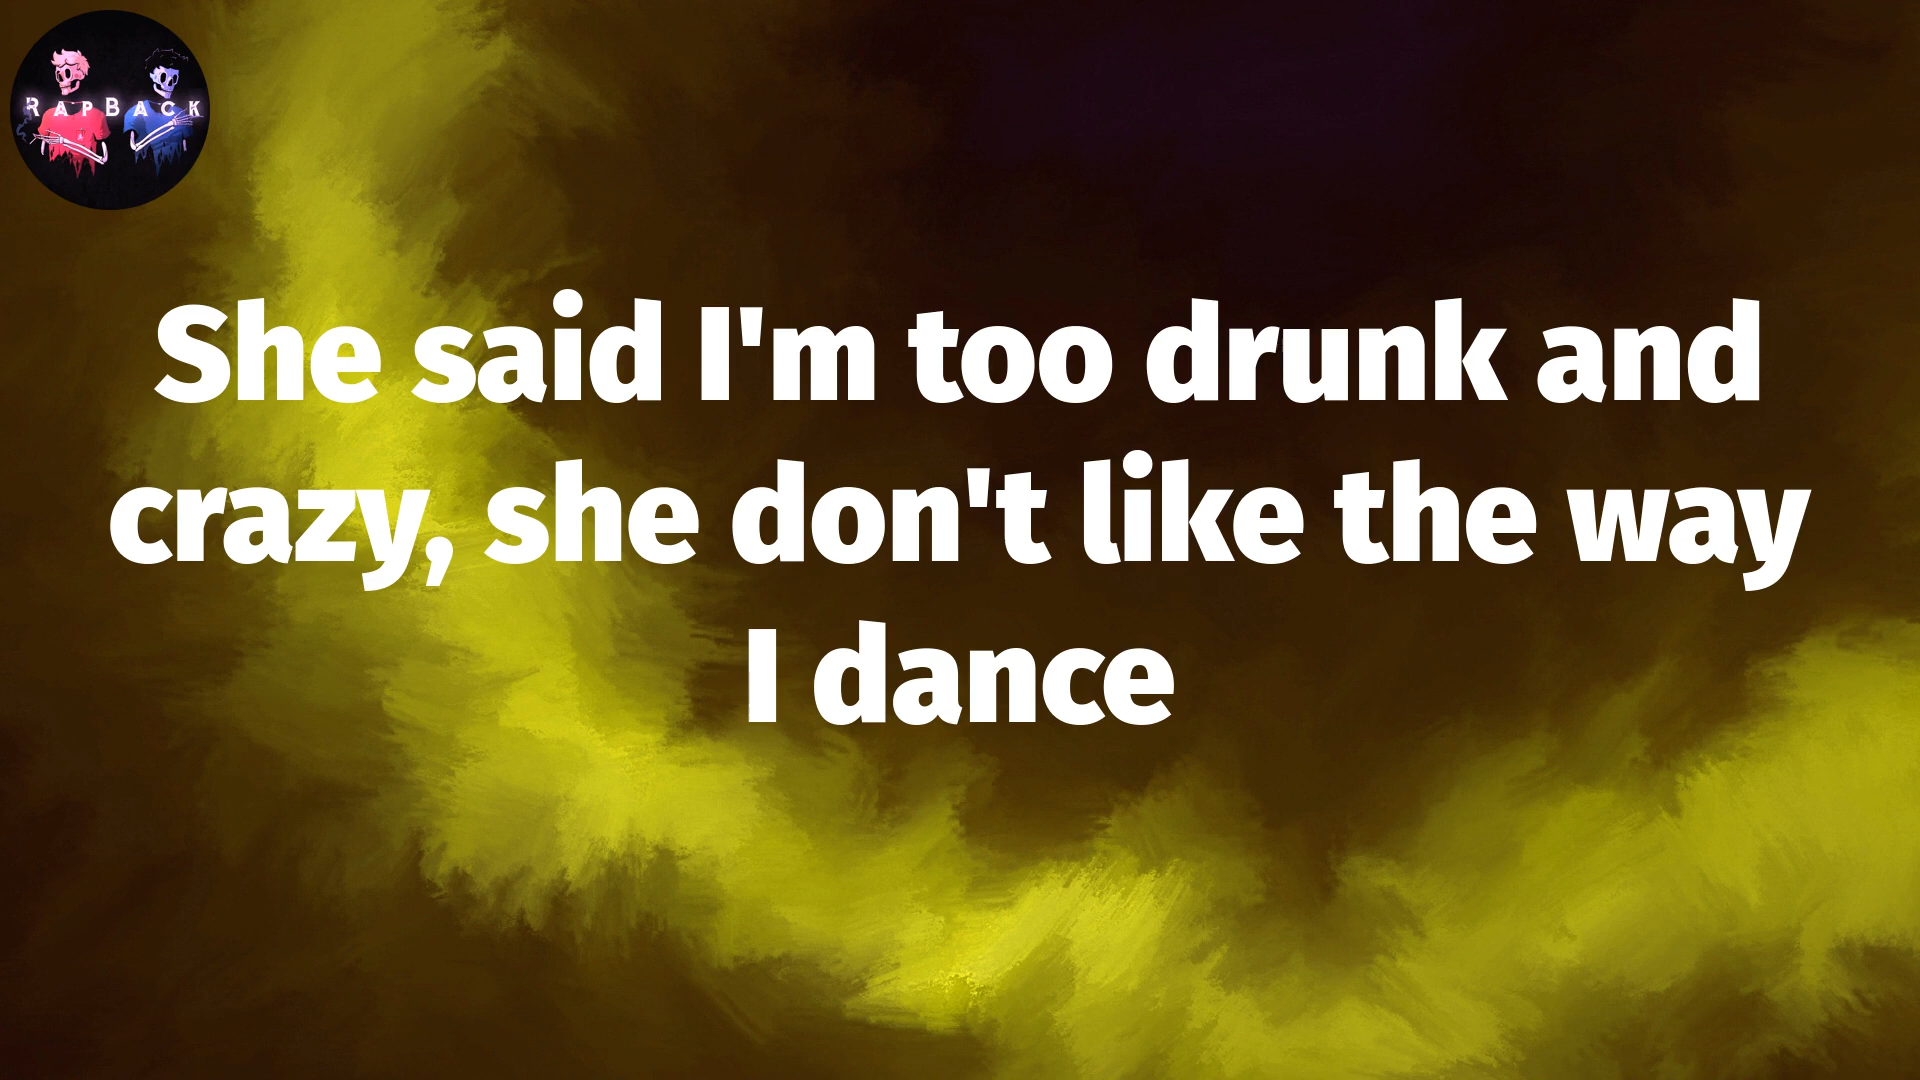 RAPBACK
She said I'm too drunk and
crazy, she don't like the way
I dance